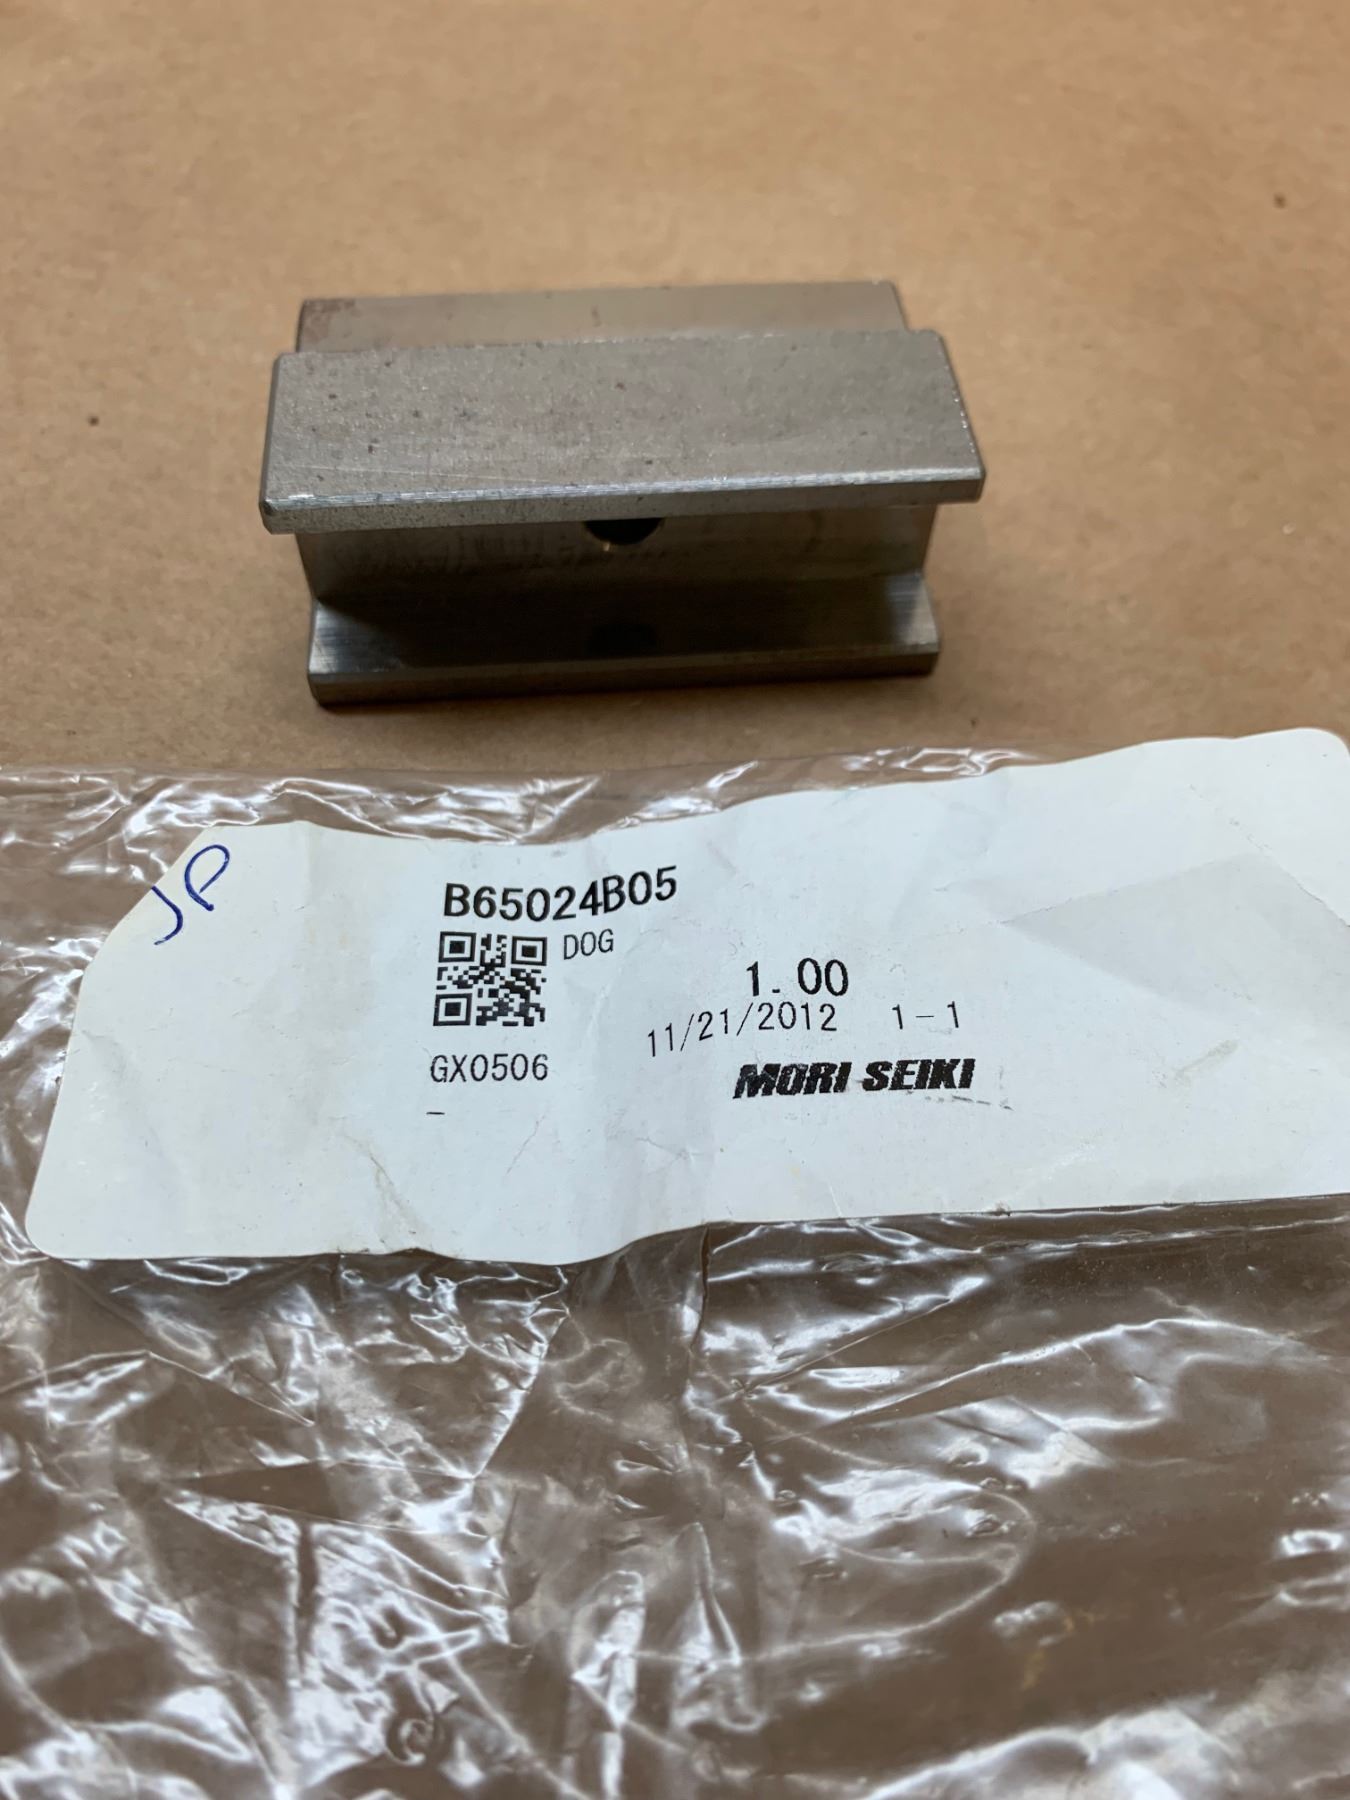 JP
B65024B05
DOG
1.00
11/21/2012 1-1
GX0506
-
MORI SEIKI